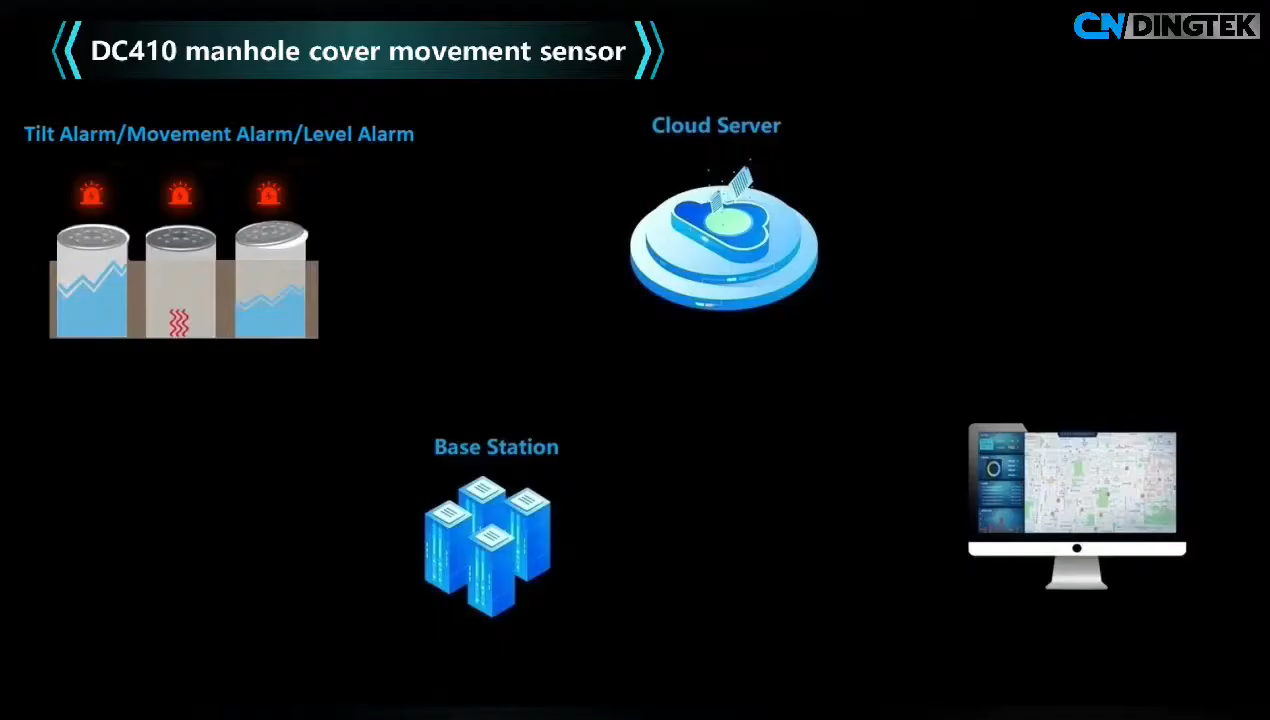 DC410 manhole cover movement sensor
CNDINGTEK
Tilt Alarm/Movement Alarm/Level Alarm
Cloud Server
Base Station